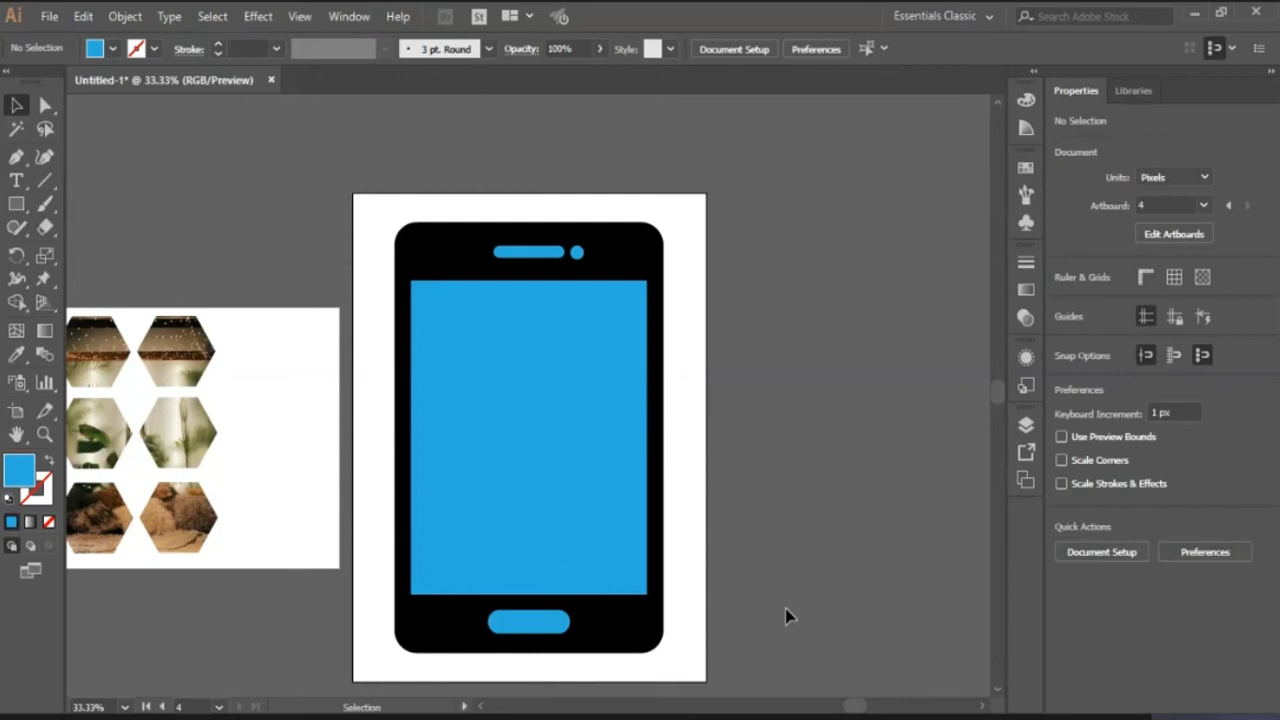 Ai File Edit Object Type Select Effect View Window Help Br St Essentials Classic Search Adobe Stock
No Selection Stroke: 3 pt. Round Opacity: 100% Style: Document Setup Preferences
Untitled-1* @ 33.33% (RGB/Preview)
Properties Libraries
No Selection
Document
Units: Pixels
Artboard: 4
Edit Artboards
Ruler & Grids
Guides
Snap Options
Preferences
Keyboard Increment: 1 px
Use Preview Bounds
Scale Corners
Scale Strokes & Effects
Quick Actions
Document Setup Preferences
33.33% 4 Selection